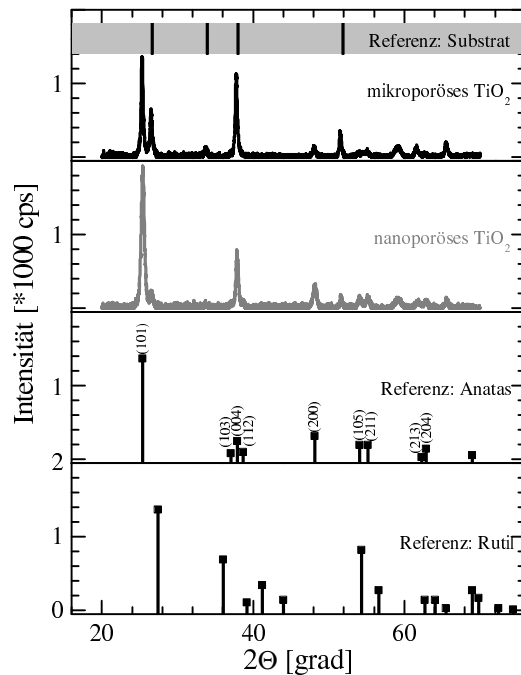 Referenz: Substrat
1
mikroporöses TiO₂
1
nanoporöses TiO₂
Intensität [*1000 cps]
(101)
(103)
(004)
(112)
(200)
(105)
(211)
(213)
(204)
1
Referenz: Anatas
2
1
Referenz: Rutil
0
20 40 60
2Θ [grad]